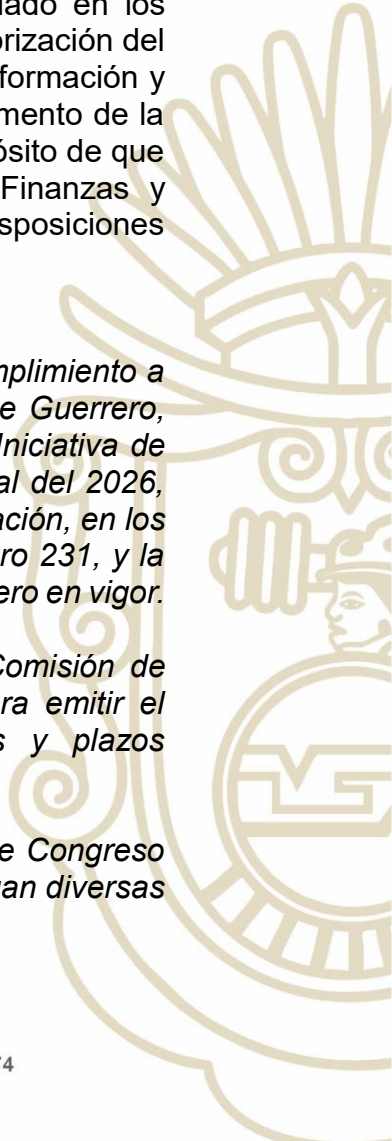 ado en los
orización del
formación y
mento de la
ósito de que
Finanzas y
sposiciones
mplimiento a
e Guerrero,
Iniciativa de
al del 2026,
ación, en los
ro 231, y la
ero en vigor.
Comisión de
ra emitir el
s y plazos
e Congreso
uan diversas
74